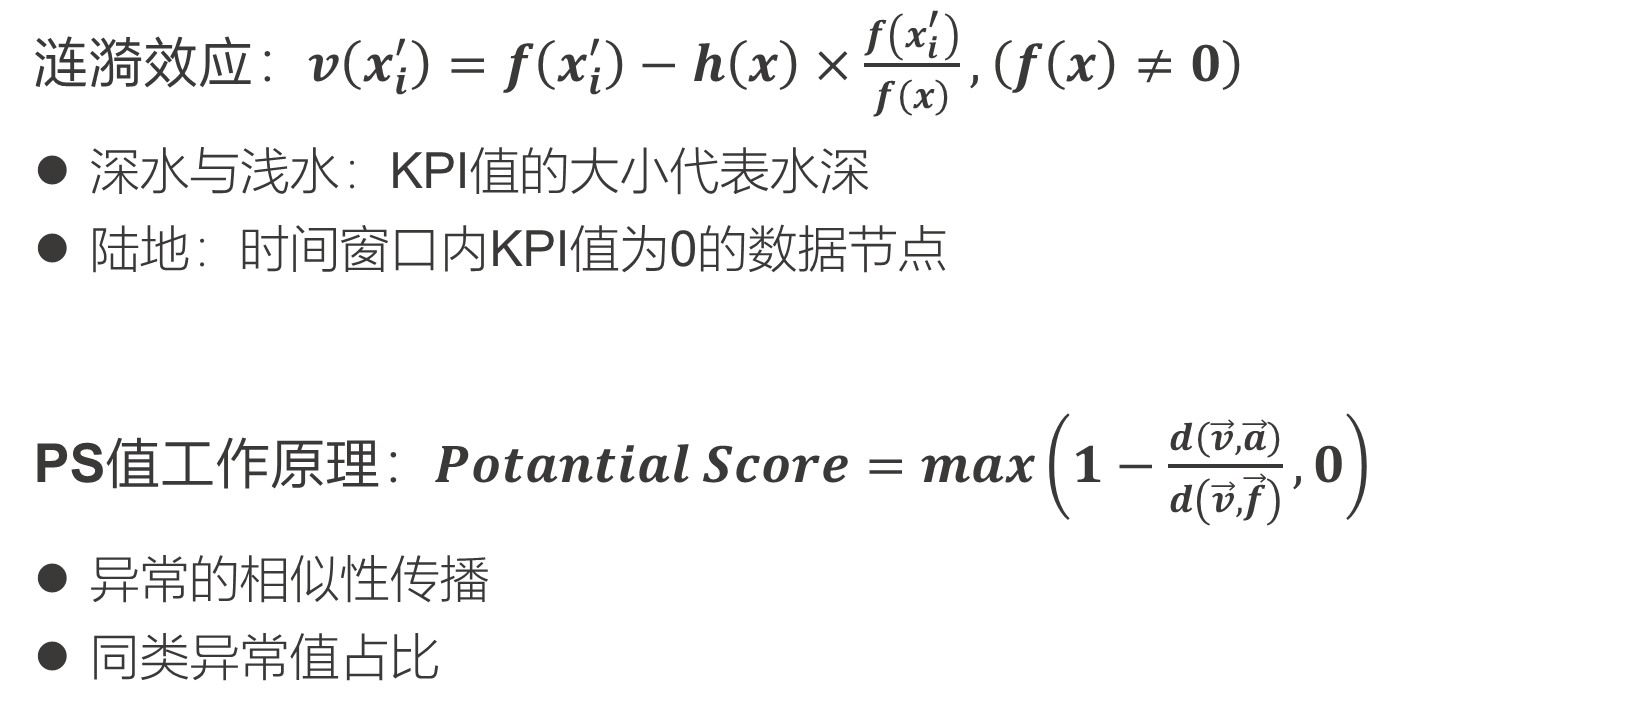 涟漪效应：v(x′ᵢ) = f(x′ᵢ) − h(x) × f(x′ᵢ)/f(x), (f(x) ≠ 0)
● 深水与浅水：KPI值的大小代表水深
● 陆地：时间窗口内KPI值为0的数据节点
PS值工作原理：Potantial Score = max(1 − d(v⃗,a⃗)/d(v⃗,f⃗), 0)
● 异常的相似性传播
● 同类异常值占比